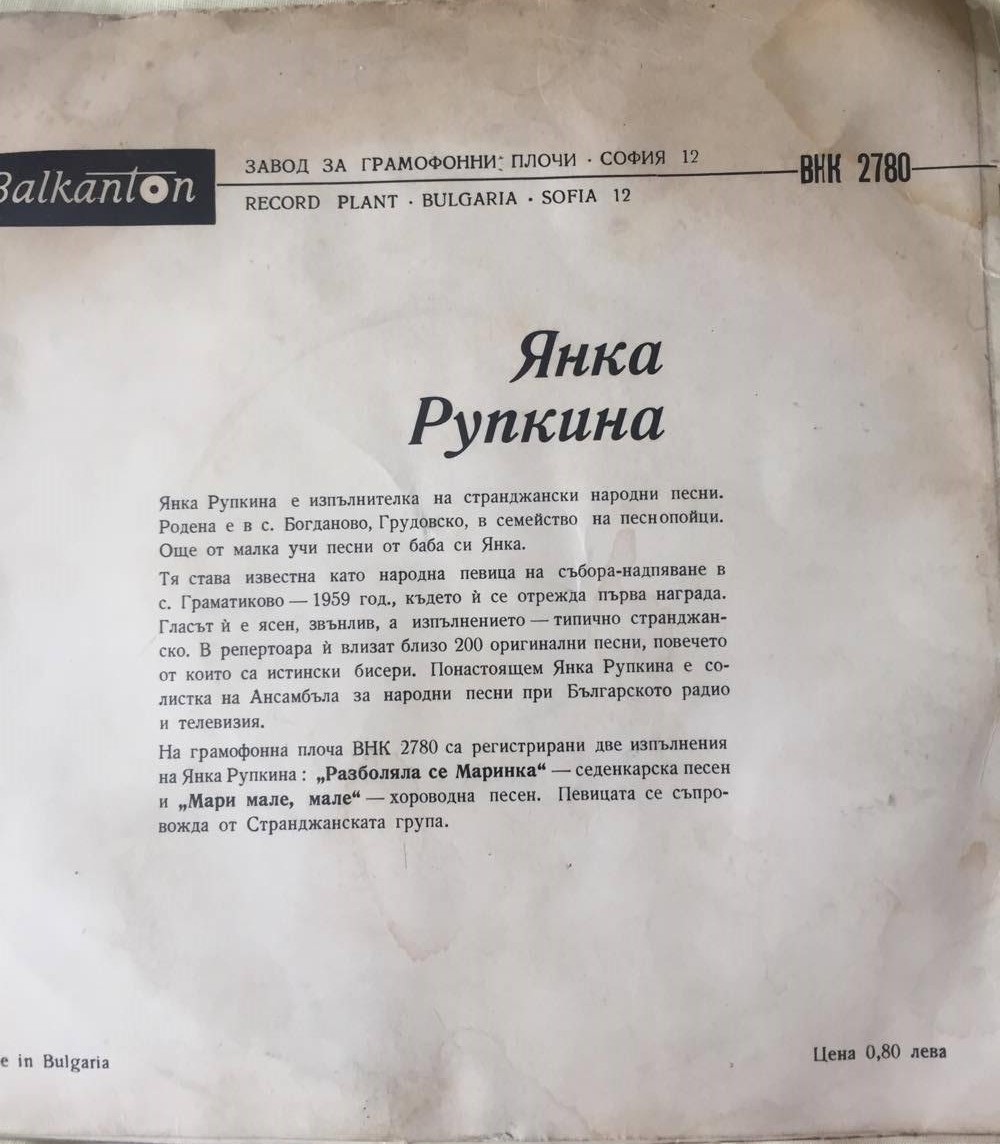 Balkanton
ЗАВОД ЗА ГРАМОФОННИ ПЛОЧИ · СОФИЯ 12
RECORD PLANT · BULGARIA · SOFIA 12
ВНК 2780
Янка
Рупкина
Янка Рупкина е изпълнителка на странджански народни песни.
Родена е в с. Богданово, Грудовско, в семейство на песнопойци.
Още от малка учи песни от баба си Янка.
Тя става известна като народна певица на събора-надпяване в
с. Граматиково — 1959 год., където ѝ се отрежда първа награда.
Гласът ѝ е ясен, звънлив, а изпълнението — типично странджан-
ско. В репертоара ѝ влизат близо 200 оригинални песни, повечето
от които са истински бисери. Понастоящем Янка Рупкина е со-
листка на Ансамбъла за народни песни при Българското радио
и телевизия.
На грамофонна плоча ВНК 2780 са регистрирани две изпълнения
на Янка Рупкина : „Разболяла се Маринка“ — седенкарска песен
и „Мари мале, мале“ — хороводна песен. Певицата се съпро-
вожда от Странджанската група.
e in Bulgaria
Цена 0,80 лева